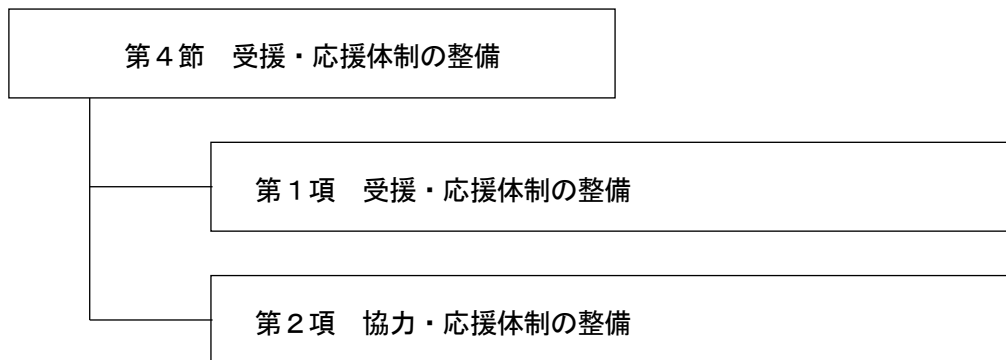 第４節　受援・応援体制の整備
第１項　受援・応援体制の整備
第２項　協力・応援体制の整備